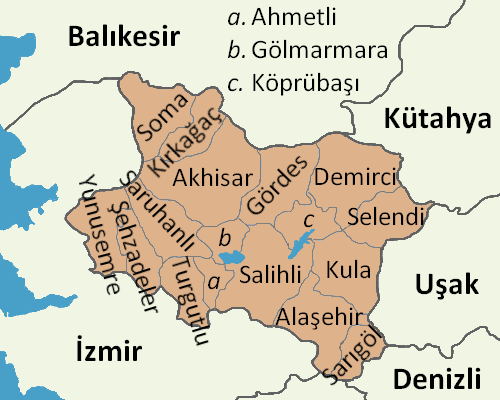 a. Ahmetli
Balıkesir
b. Gölmarmara
c. Köprübaşı
Soma
Kırkağaç
Kütahya
Akhisar
Gördes
Demirci
Selendi
Yunusemre
Şehzadeler
Saruhanlı
b
c
Turgutlu
a
Salihli
Kula
Uşak
Alaşehir
Sarıgöl
İzmir
Denizli